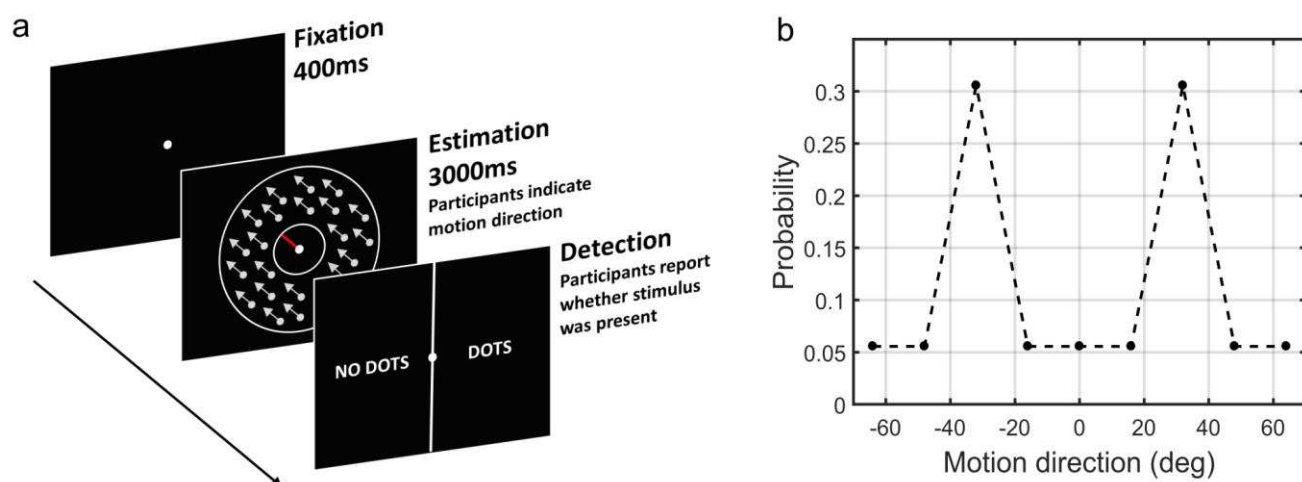 a
Fixation
400ms
Estimation
3000ms
Participants indicate
motion direction
Detection
Participants report
whether stimulus
was present
NO DOTS
DOTS
b
0.3
0.25
0.2
0.15
0.1
0.05
0
Probability
-60
-40
-20
0
20
40
60
Motion direction (deg)